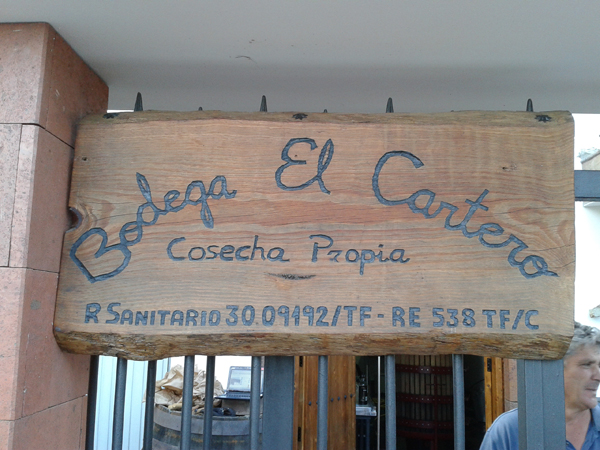 Bodega El Cartero
Cosecha Propia
R SANITARIO 30.09192/TF - RE 538 TF/C